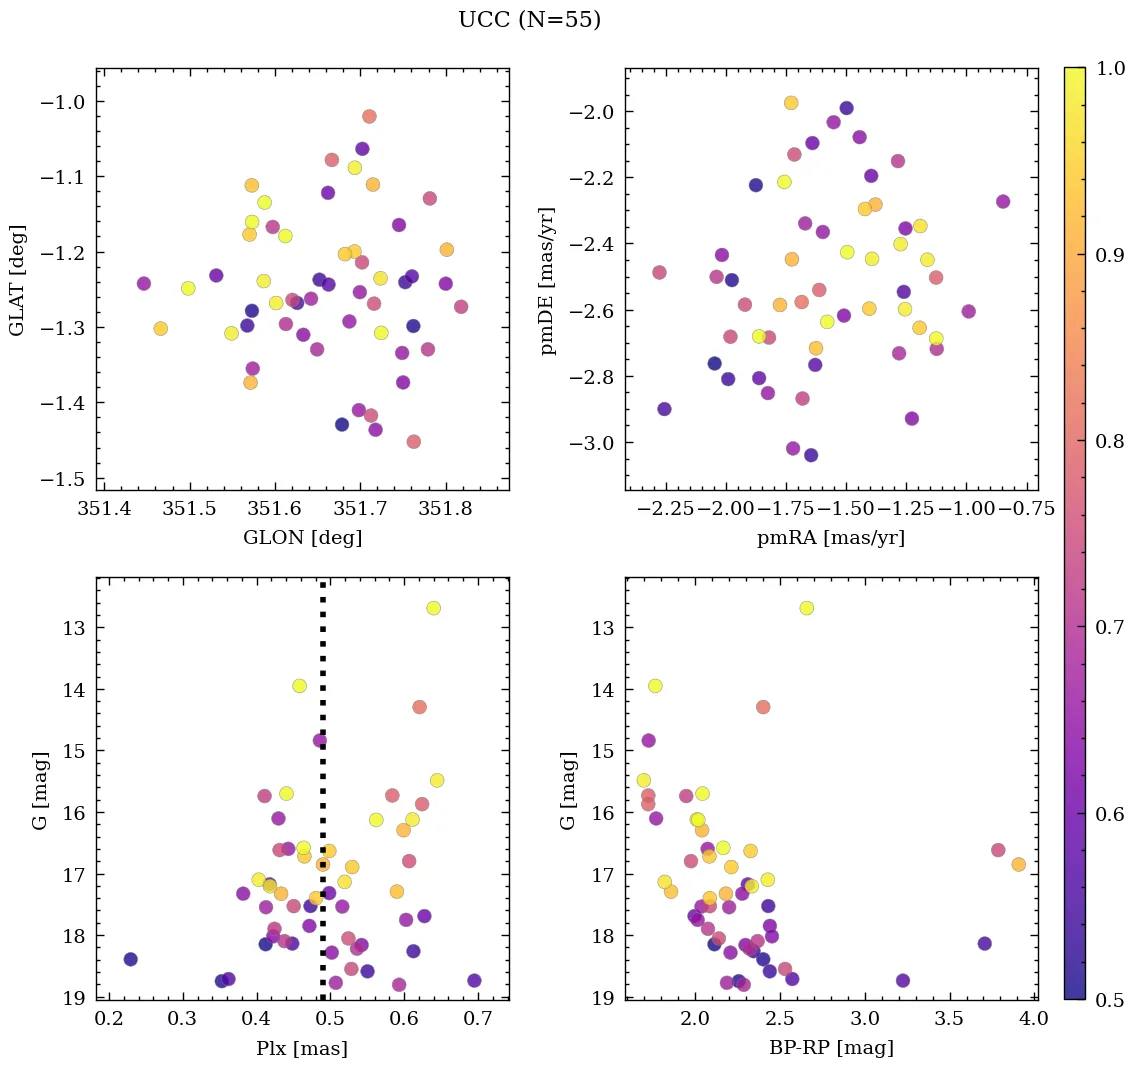 UCC (N=55)
−1.0
−1.1
−1.2
−1.3
−1.4
−1.5
GLAT [deg]
351.4 351.5 351.6 351.7 351.8
GLON [deg]
−2.0
−2.2
−2.4
−2.6
−2.8
−3.0
pmDE [mas/yr]
−2.25 −2.00 −1.75 −1.50 −1.25 −1.00 −0.75
pmRA [mas/yr]
13
14
15
16
17
18
19
G [mag]
0.2 0.3 0.4 0.5 0.6 0.7
Plx [mas]
13
14
15
16
17
18
19
G [mag]
2.0 2.5 3.0 3.5 4.0
BP-RP [mag]
1.0
0.9
0.8
0.7
0.6
0.5